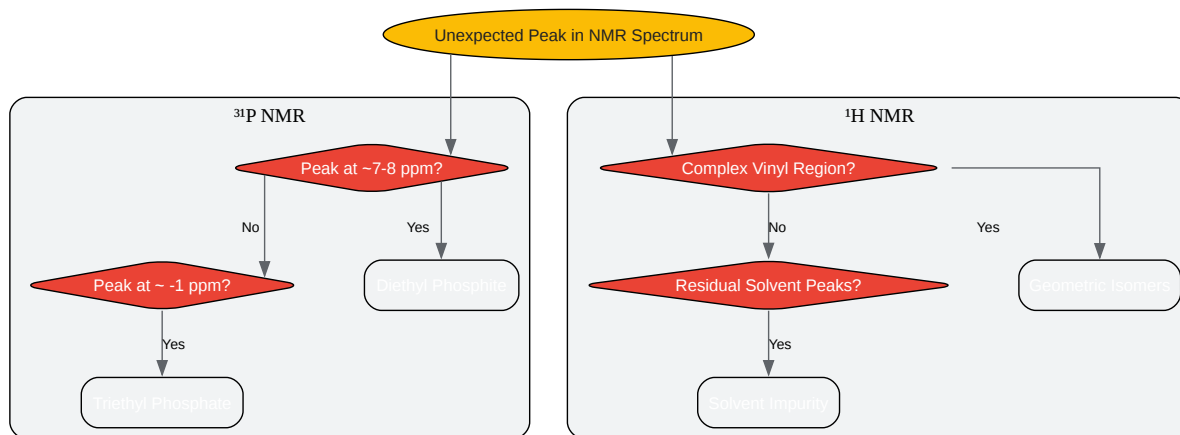 Unexpected Peak in NMR Spectrum
³¹P NMR
Peak at ~7-8 ppm?
No
Yes
Peak at ~ -1 ppm?
Diethyl Phosphite
Yes
Triethyl Phosphate
¹H NMR
Complex Vinyl Region?
No
Yes
Residual Solvent Peaks?
Geometric Isomers
Yes
Solvent Impurity